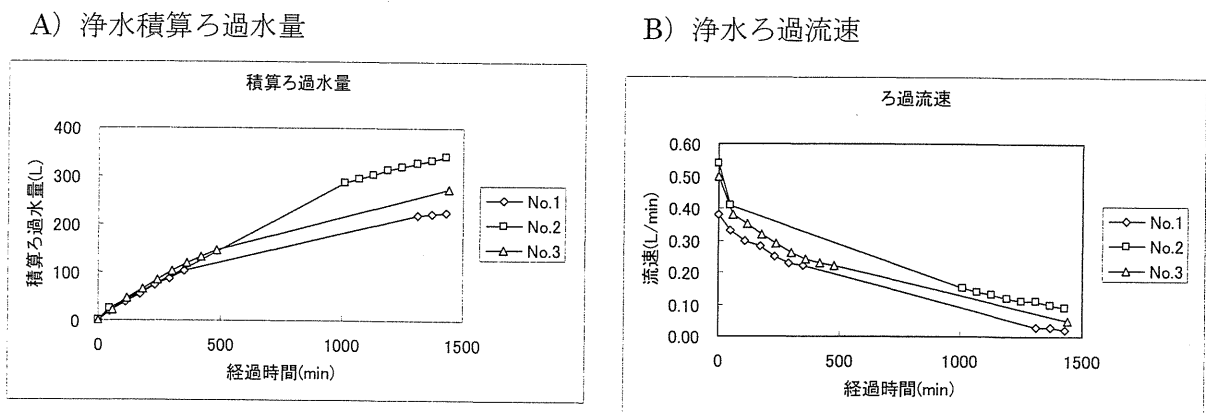 A) 浄水積算ろ過水量
積算ろ過水量
400
300
200
100
0
積算ろ過水量(L)
0 500 1000 1500
経過時間(min)
No.1
No.2
No.3
B) 浄水ろ過流速
ろ過流速
0.60
0.50
0.40
0.30
0.20
0.10
0.00
流速(L/min)
0 500 1000 1500
経過時間(min)
No.1
No.2
No.3